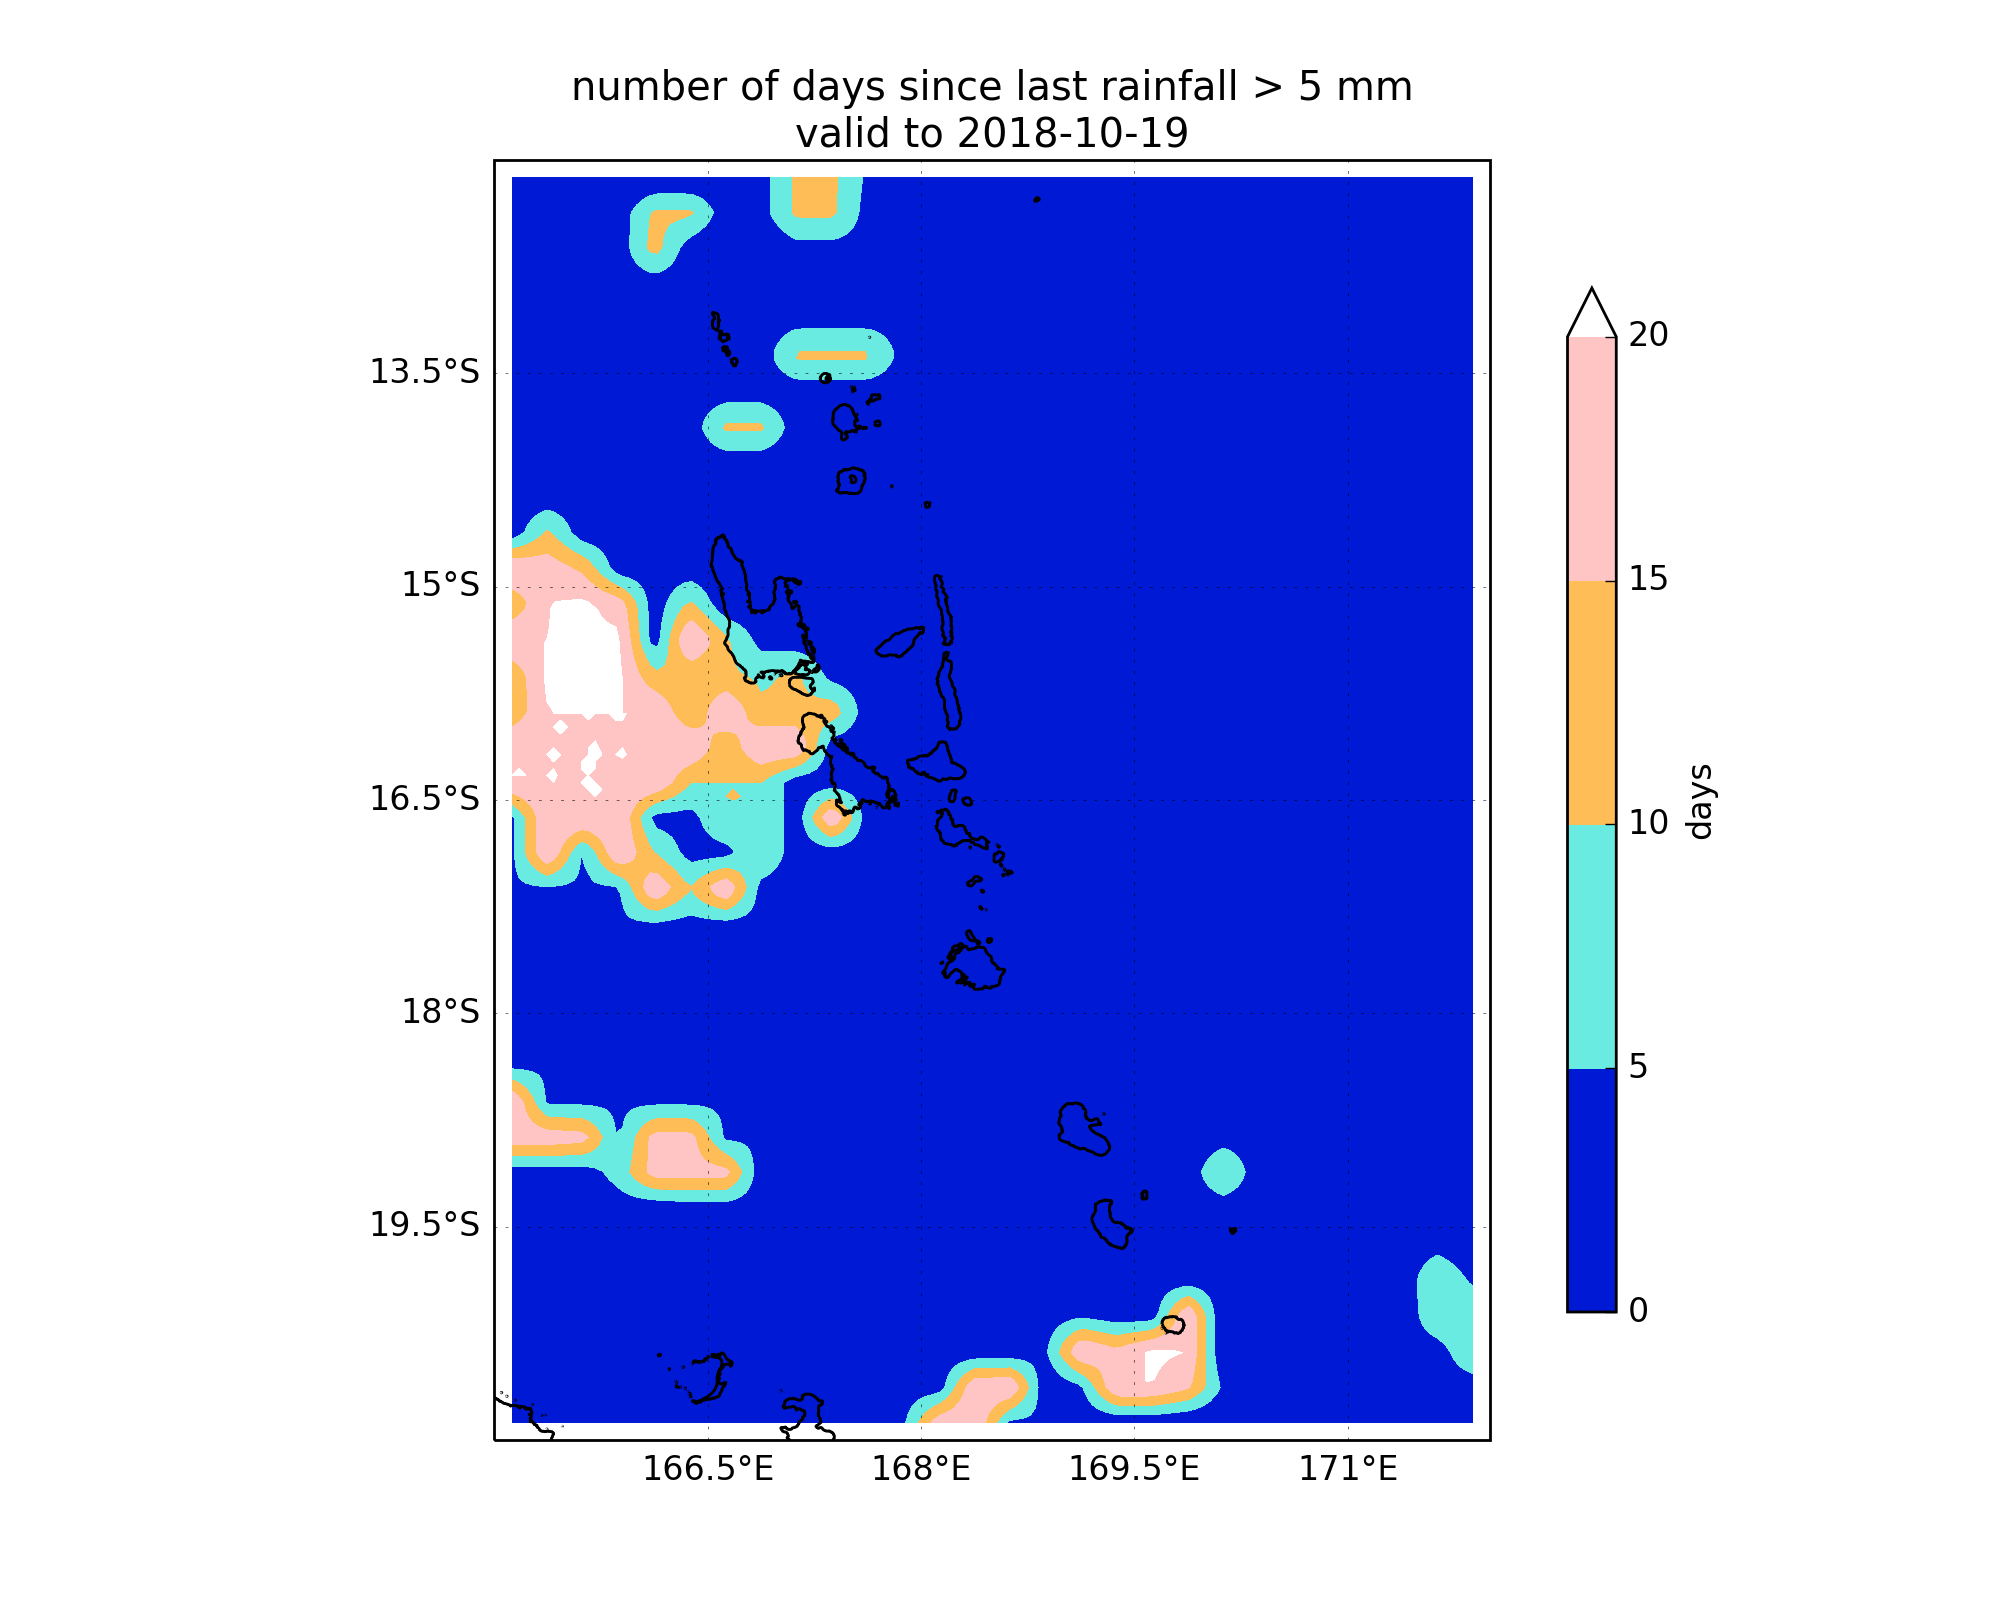 number of days since last rainfall > 5 mm
valid to 2018-10-19
13.5°S
15°S
16.5°S
18°S
19.5°S
166.5°E
168°E
169.5°E
171°E
20
15
10
5
0
days